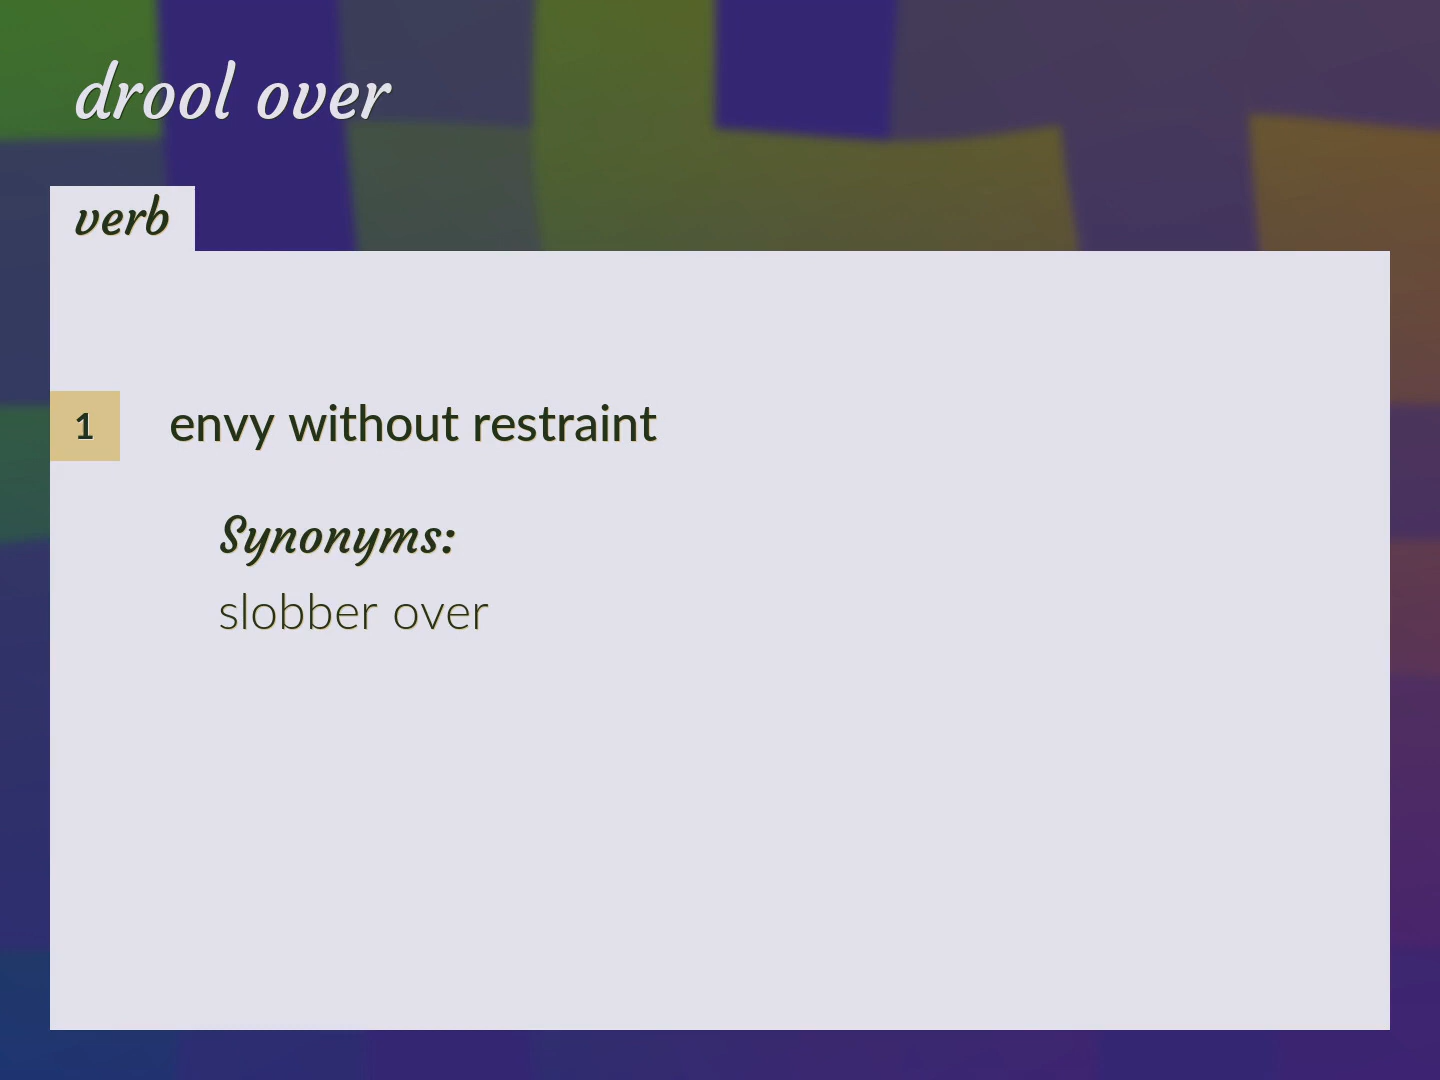 drool over
verb
1 envy without restraint
Synonyms:
slobber over